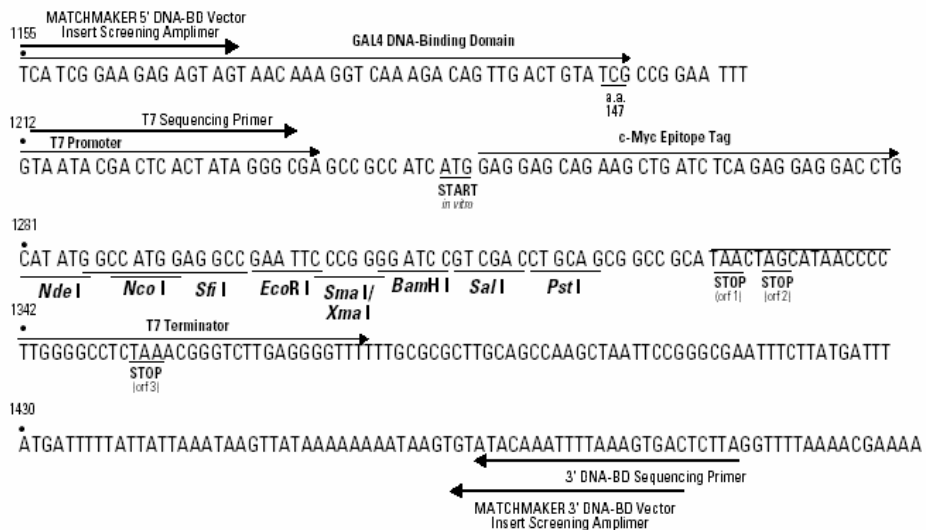 MATCHMAKER 5' DNA-BD Vector
Insert Screening Amplimer
1155
GAL4 DNA-Binding Domain
TCA TCG GAA GAG AGT AGT AAC AAA GGT CAA AGA CAG TTG ACT GTA TCG CCG GAA TTT
a.a.
147
T7 Sequencing Primer
1212
T7 Promoter
c-Myc Epitope Tag
GTA ATA CGA CTC ACT ATA GGG CGA GCC GCC ATC ATG GAG GAG CAG AAG CTG ATC TCA GAG GAG GAC CTG
START
in vitro
1281
CAT ATG GCC ATG GAG GCC GAA TTC CCG GGG ATC CGT CGA CCT GCA GCG GCC GCA TAACTAGCATAACCCC
Nde I Nco I Sfi I EcoR I Sma I/ BamH I Sal I Pst I
Xma I
STOP STOP
(orf 1) (orf 2)
1342
T7 Terminator
TTGGGGCCTCTAAACGGGTCTTGAGGGGTTTTTTGCGCGCTTGCAGCCAAGCTAATTCCGGGCGAATTTCTTATGATTT
STOP
(orf 3)
1430
ATGATTTTTATTATTAAATAAGTTATAAAAAAAATAAGTGTATACAAATTTTAAAGTGACTCTTAGGTTTTAAAACGAAAA
3' DNA-BD Sequencing Primer
MATCHMAKER 3' DNA-BD Vector
Insert Screening Amplimer